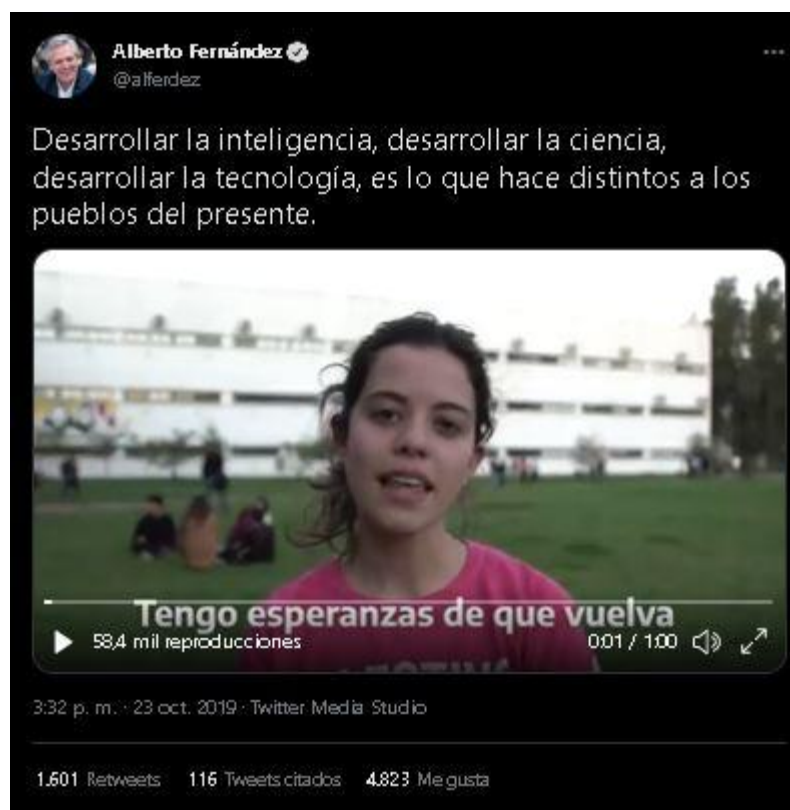 Alberto Fernández
@alferdez
Desarrollar la inteligencia, desarrollar la ciencia,
desarrollar la tecnología, es lo que hace distintos a los
pueblos del presente.
Tengo esperanzas de que vuelva
58,4 mil reproducciones
0:01 / 1:00
3:32 p. m. · 23 oct. 2019 · Twitter Media Studio
1.601 Retweets 116 Tweets citados 4.823 Me gusta